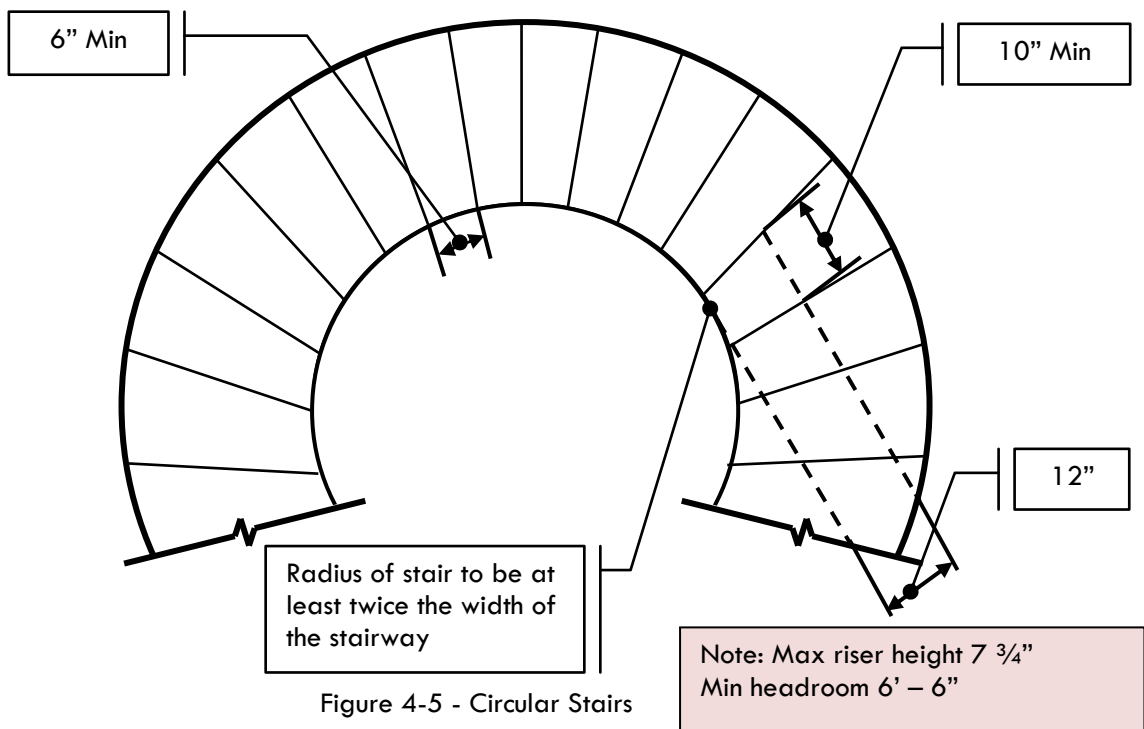 6” Min
10” Min
12”
Radius of stair to be at
least twice the width of
the stairway
Note: Max riser height 7 ¾”
Min headroom 6’ – 6”
Figure 4-5 - Circular Stairs